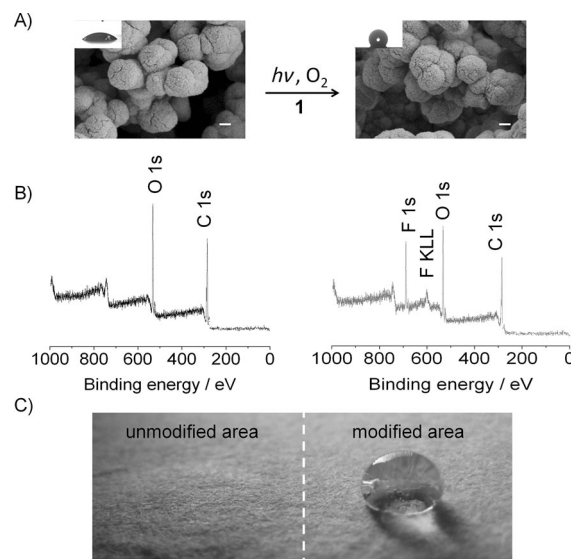 A)
hν, O₂
1
B)
O 1s
C 1s
F 1s
F KLL
O 1s
C 1s
1000 800 600 400 200 0
Binding energy / eV
1000 800 600 400 200 0
Binding energy / eV
C)
unmodified area
modified area